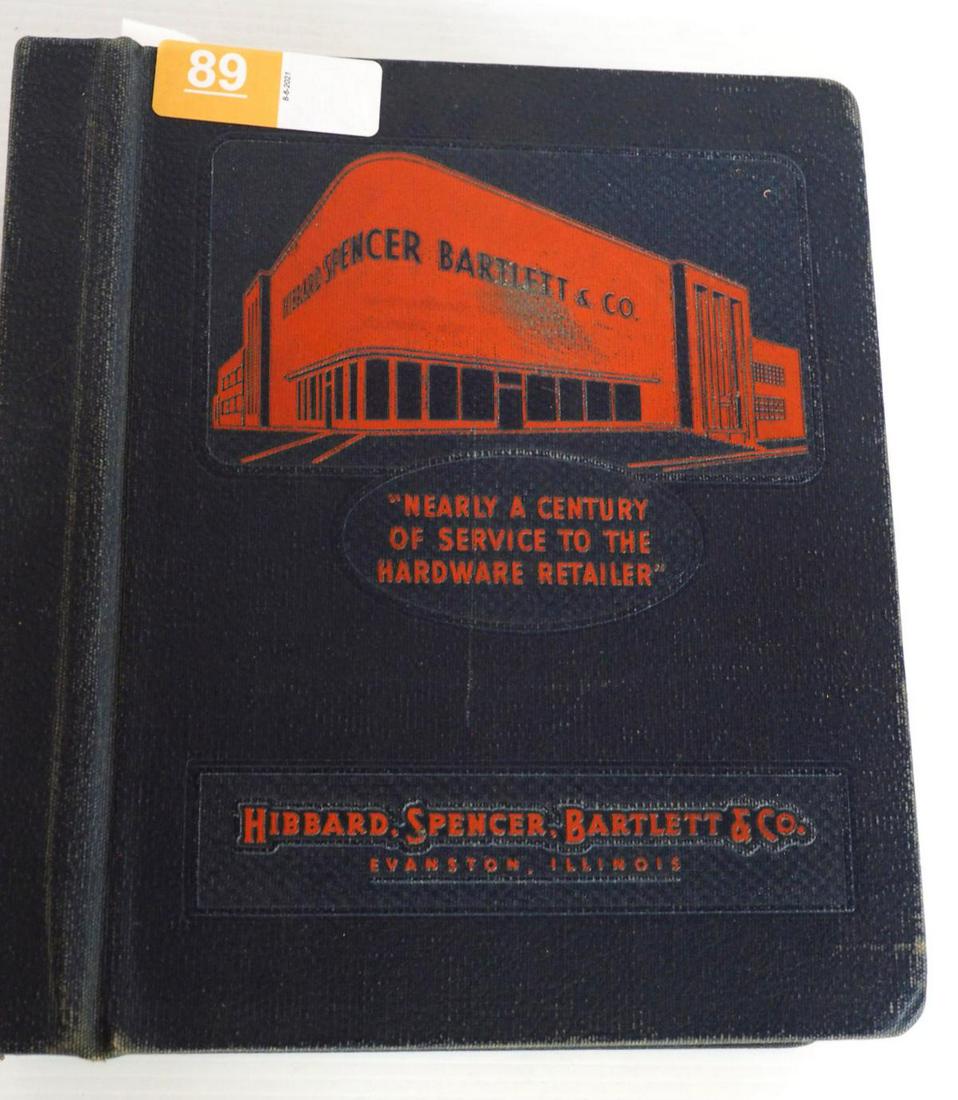 89
8-6-2021
HIBBARD SPENCER BARTLETT & CO.
"NEARLY A CENTURY
OF SERVICE TO THE
HARDWARE RETAILER"
HIBBARD, SPENCER, BARTLETT & CO.
EVANSTON, ILLINOIS